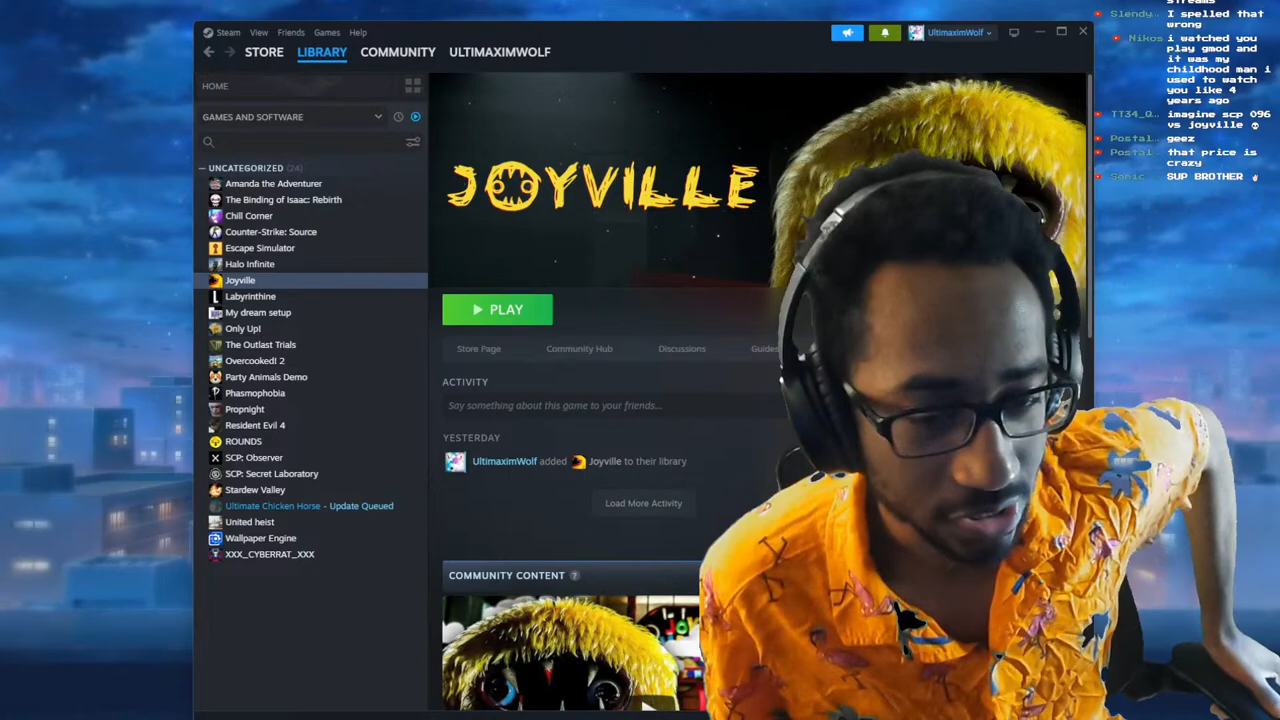 Steam View Friends Games Help
UltimaximWolf
STORE LIBRARY COMMUNITY ULTIMAXIMWOLF
HOME
GAMES AND SOFTWARE
UNCATEGORIZED (24)
Amanda the Adventurer
The Binding of Isaac: Rebirth
Chill Corner
Counter-Strike: Source
Escape Simulator
Halo Infinite
Joyville
Labyrinthine
My dream setup
Only Up!
The Outlast Trials
Overcooked! 2
Party Animals Demo
Phasmophobia
Propnight
Resident Evil 4
ROUNDS
SCP: Observer
SCP: Secret Laboratory
Stardew Valley
Ultimate Chicken Horse - Update Queued
United heist
Wallpaper Engine
XXX_CYBERRAT_XXX
JOYVILLE
PLAY
Store Page Community Hub Discussions Guides
ACTIVITY
Say something about this game to your friends...
YESTERDAY
UltimaximWolf added Joyville to their library
Load More Activity
COMMUNITY CONTENT ?
streams
Slendy… I spelled that
wrong
Nikos i watched you
play gmod and
it was my
childhood man i
used to watch
you like 4
years ago
TT34_Q… imagine scp 096
vs joyville 💀
Postal… geez
Postal… that price is
crazy
Sonic SUP BROTHER